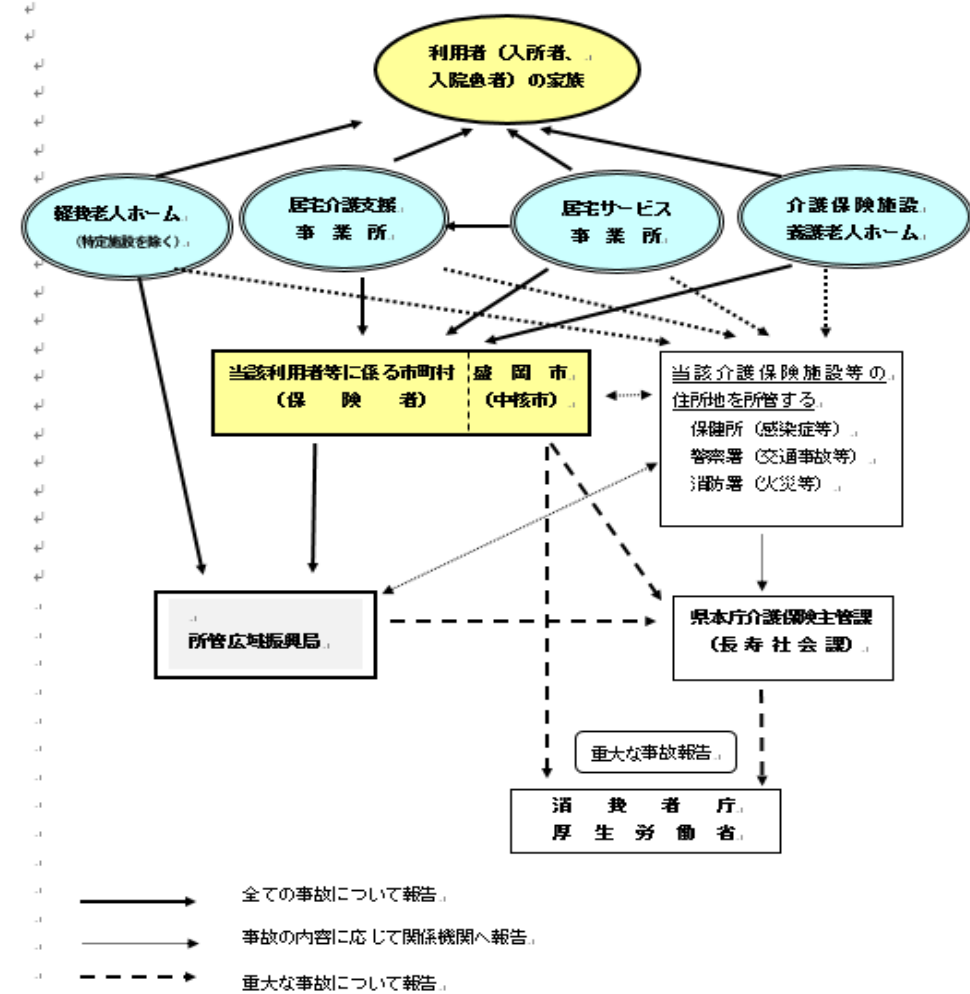 利用者（入所者、
入院患者）の家族
軽費老人ホーム
（特定施設を除く）
居宅介護支援
事業所
居宅サービス
事業所
介護保険施設
養護老人ホーム
当該利用者等に係る市町村
（保険者）
盛岡市
（中核市）
当該介護保険施設等の
住所地を所管する
保健所（感染症等）
警察署（交通事故等）
消防署（火災等）
所管広域振興局
県本庁介護保険主管課
（長寿社会課）
重大な事故報告
消費者庁
厚生労働省
全ての事故について報告
事故の内容に応じて関係機関へ報告
重大な事故について報告